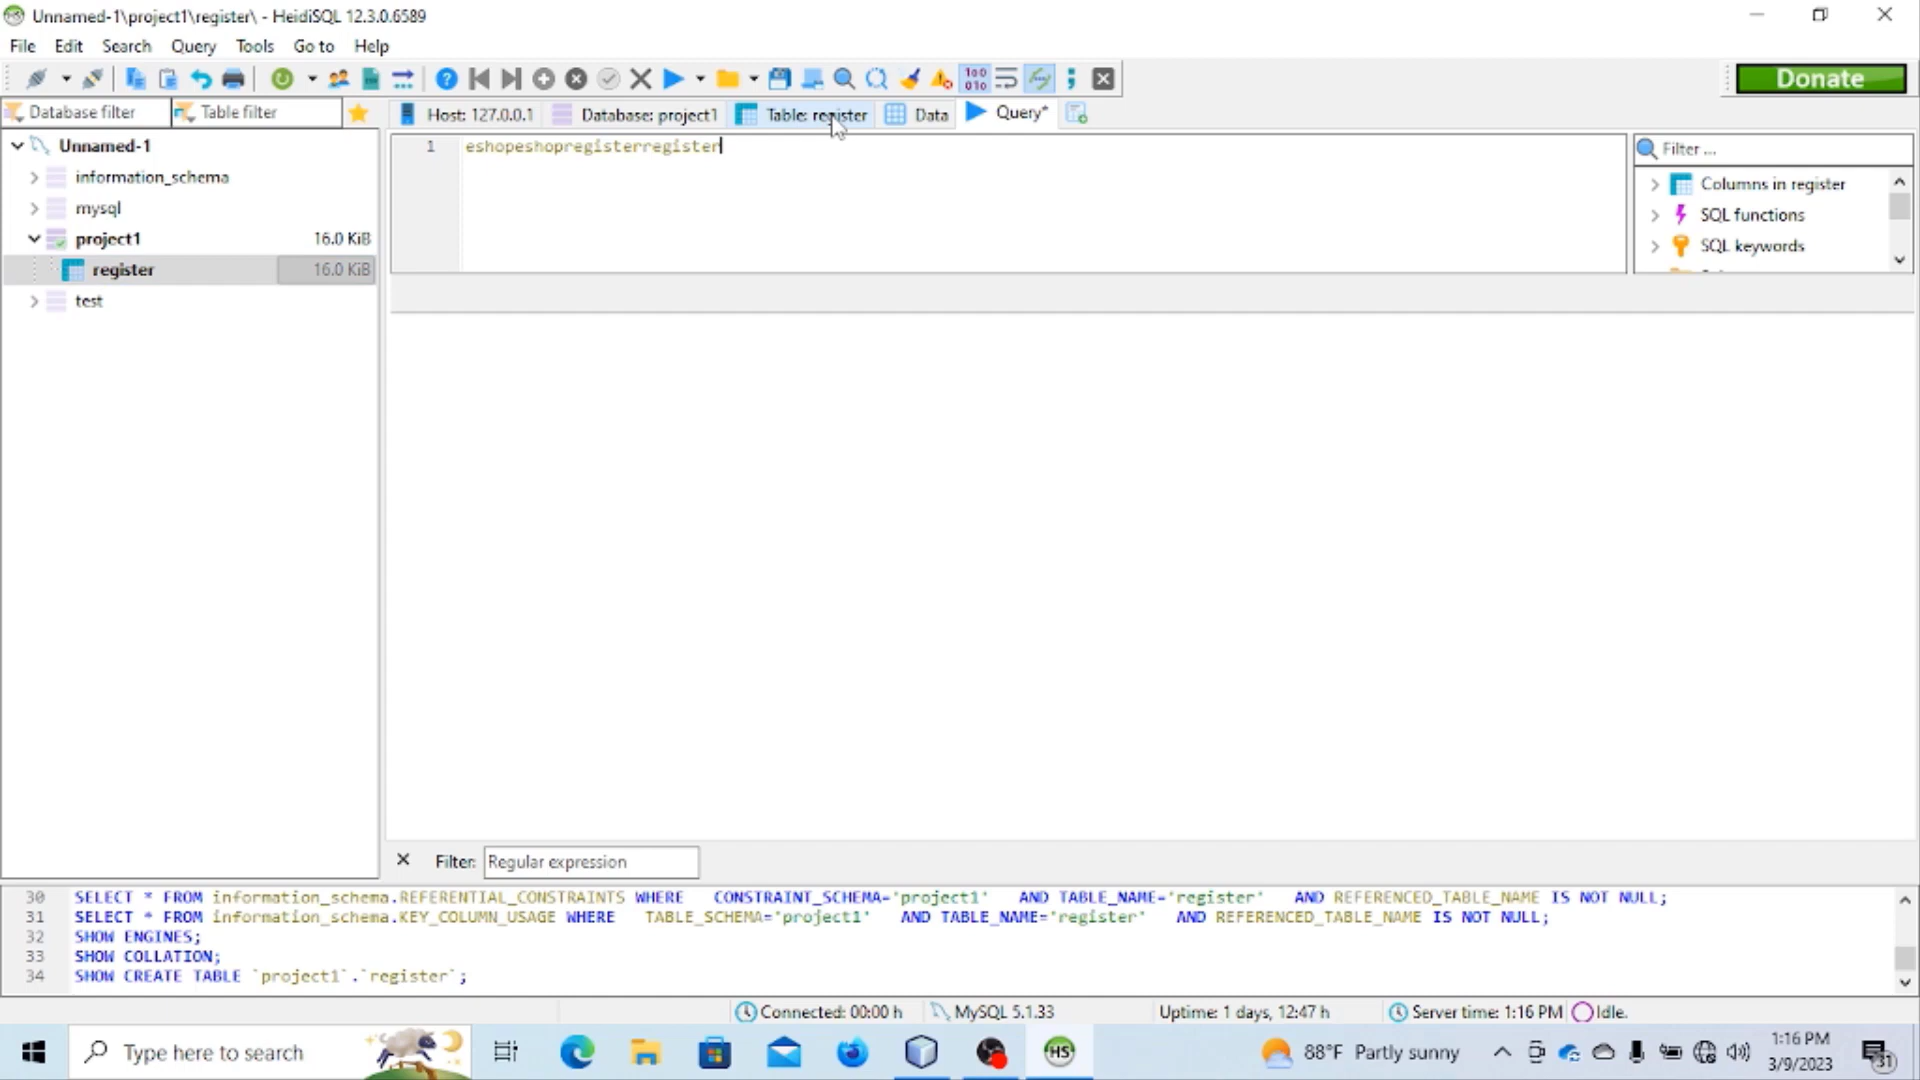 Unnamed-1\project1\register\ - HeidiSQL 12.3.0.6589
File Edit Search Query Tools Go to Help
Donate
Database filter Table filter Host: 127.0.0.1 Database: project1 Table: register Data Query*
Unnamed-1
information_schema
mysql
project1 16.0 KiB
register 16.0 KiB
test
1 eshopeshopregisterregister
Filter ...
Columns in register
SQL functions
SQL keywords
Filter: Regular expression
30 SELECT * FROM information_schema.REFERENTIAL_CONSTRAINTS WHERE CONSTRAINT_SCHEMA='project1' AND TABLE_NAME='register' AND REFERENCED_TABLE_NAME IS NOT NULL;
31 SELECT * FROM information_schema.KEY_COLUMN_USAGE WHERE TABLE_SCHEMA='project1' AND TABLE_NAME='register' AND REFERENCED_TABLE_NAME IS NOT NULL;
32 SHOW ENGINES;
33 SHOW COLLATION;
34 SHOW CREATE TABLE `project1`.`register`;
Connected: 00:00 h MySQL 5.1.33 Uptime: 1 days, 12:47 h Server time: 1:16 PM Idle.
Type here to search HS 88°F Partly sunny 1:16 PM
3/9/2023 31